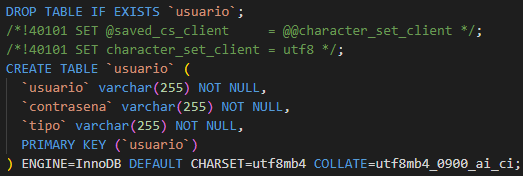 DROP TABLE IF EXISTS `usuario`;
/*!40101 SET @saved_cs_client     = @@character_set_client */;
/*!40101 SET character_set_client = utf8 */;
CREATE TABLE `usuario` (
  `usuario` varchar(255) NOT NULL,
  `contrasena` varchar(255) NOT NULL,
  `tipo` varchar(255) NOT NULL,
  PRIMARY KEY (`usuario`)
) ENGINE=InnoDB DEFAULT CHARSET=utf8mb4 COLLATE=utf8mb4_0900_ai_ci;